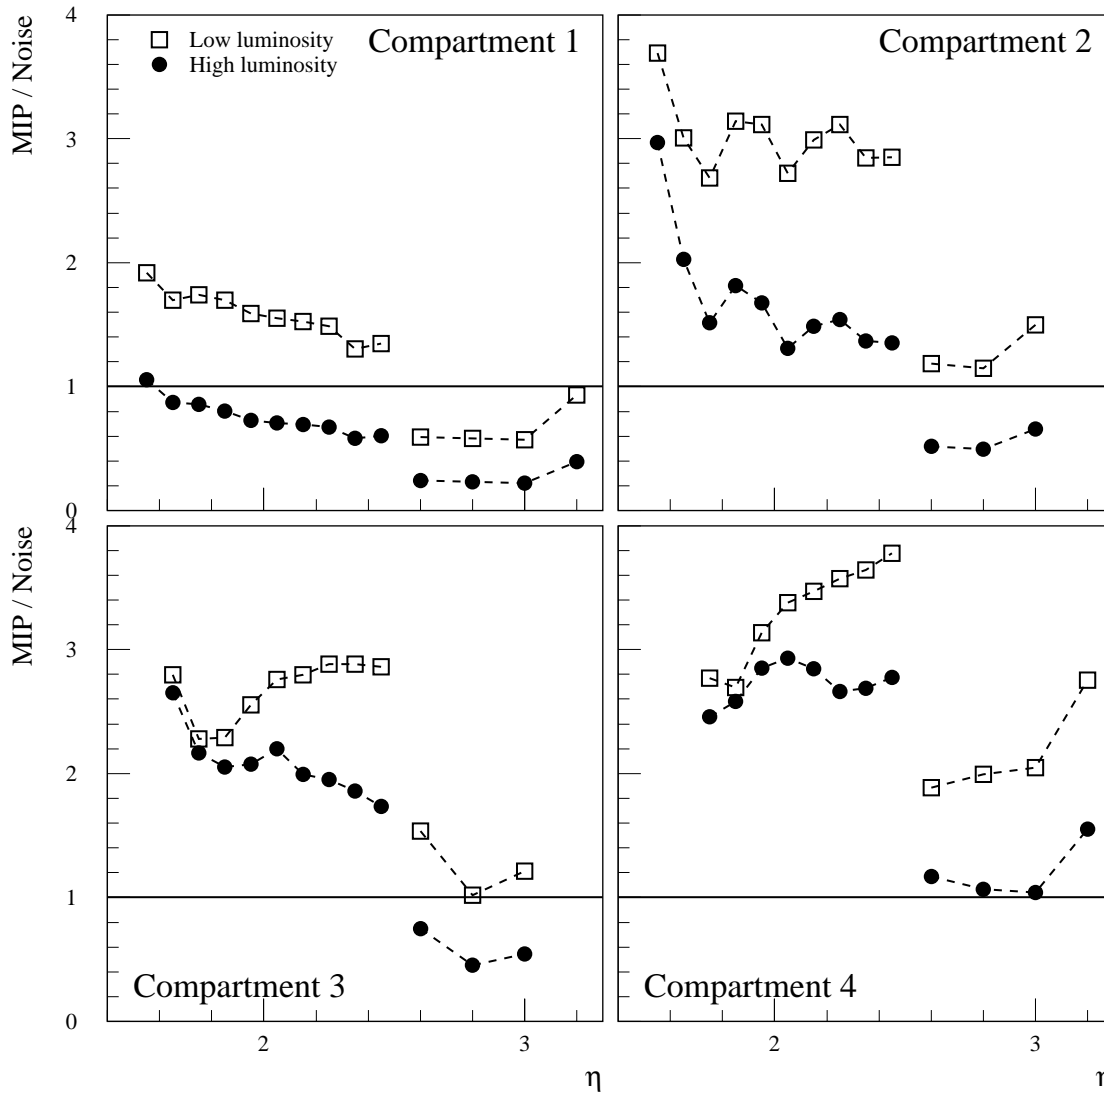 MIP / Noise
4
3
2
1
0
Low luminosity
High luminosity
Compartment 1
Compartment 2
MIP / Noise
4
3
2
1
0
Compartment 3
Compartment 4
2
3
2
3
η